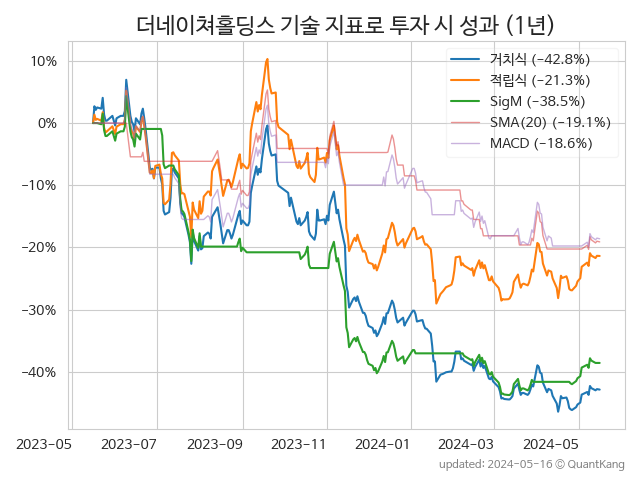 더네이쳐홀딩스 기술 지표로 투자 시 성과 (1년)
10%
0%
−10%
−20%
−30%
−40%
거치식 (−42.8%)
적립식 (−21.3%)
SigM (−38.5%)
SMA(20) (−19.1%)
MACD (−18.6%)
2023-05 2023-07 2023-09 2023-11 2024-01 2024-03 2024-05
updated: 2024-05-16 ⓒ QuantKang